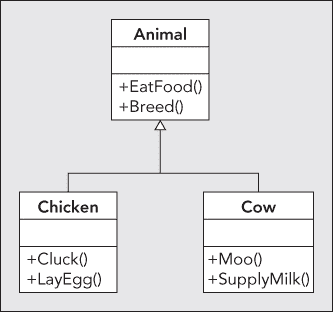 Animal
+EatFood()
+Breed()
Chicken
+Cluck()
+LayEgg()
Cow
+Moo()
+SupplyMilk()